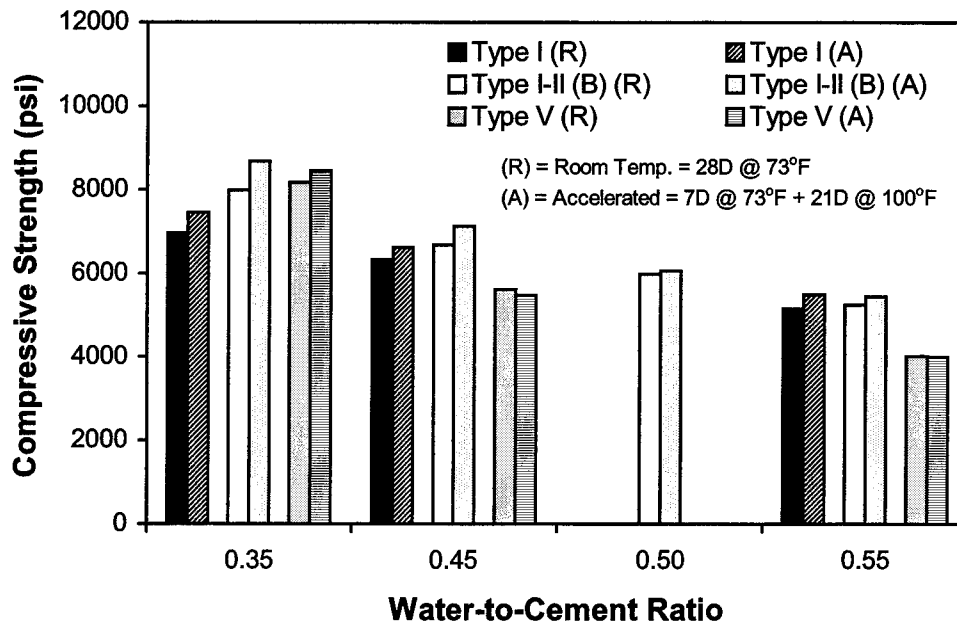 12000
10000
8000
6000
4000
2000
0
Compressive Strength (psi)
Type I (R)
Type I (A)
Type I-II (B) (R)
Type I-II (B) (A)
Type V (R)
Type V (A)
(R) = Room Temp. = 28D @ 73°F
(A) = Accelerated = 7D @ 73°F + 21D @ 100°F
0.35
0.45
0.50
0.55
Water-to-Cement Ratio